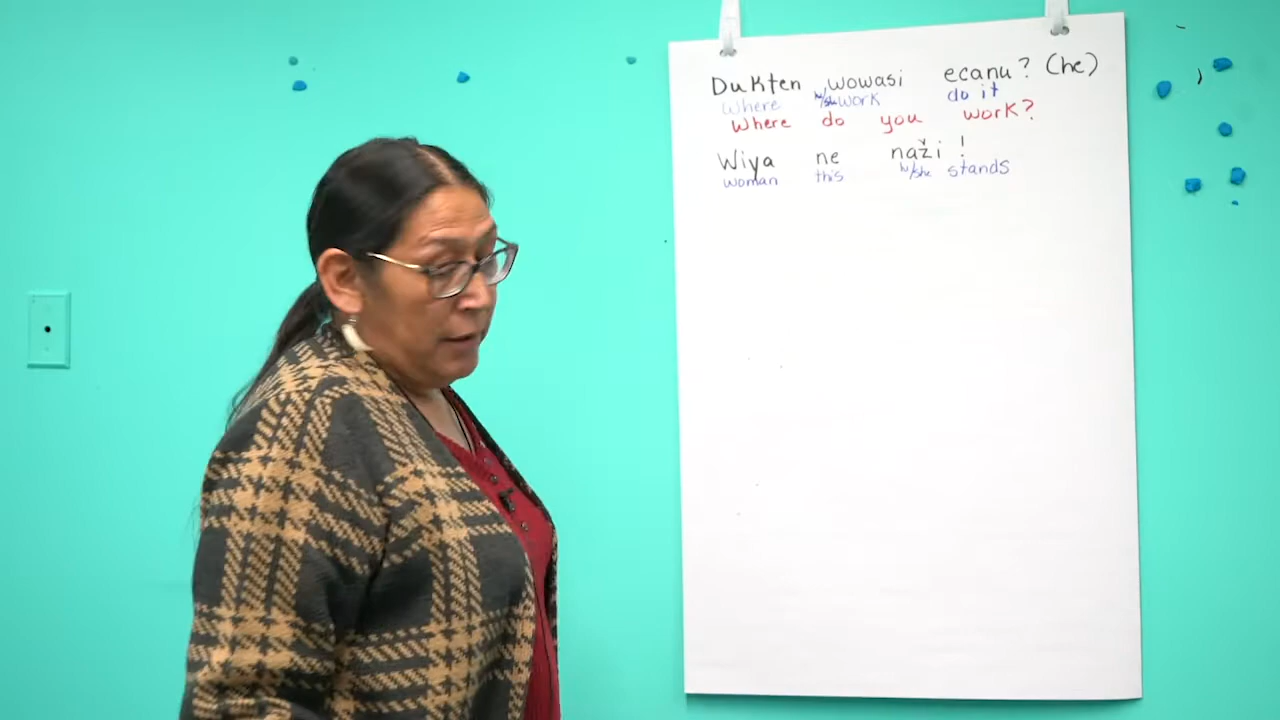 Dukten wowasi ecanu? (he)
where h/she work do it
Where do you work?
Wiya ne naži !
woman this h/she stands